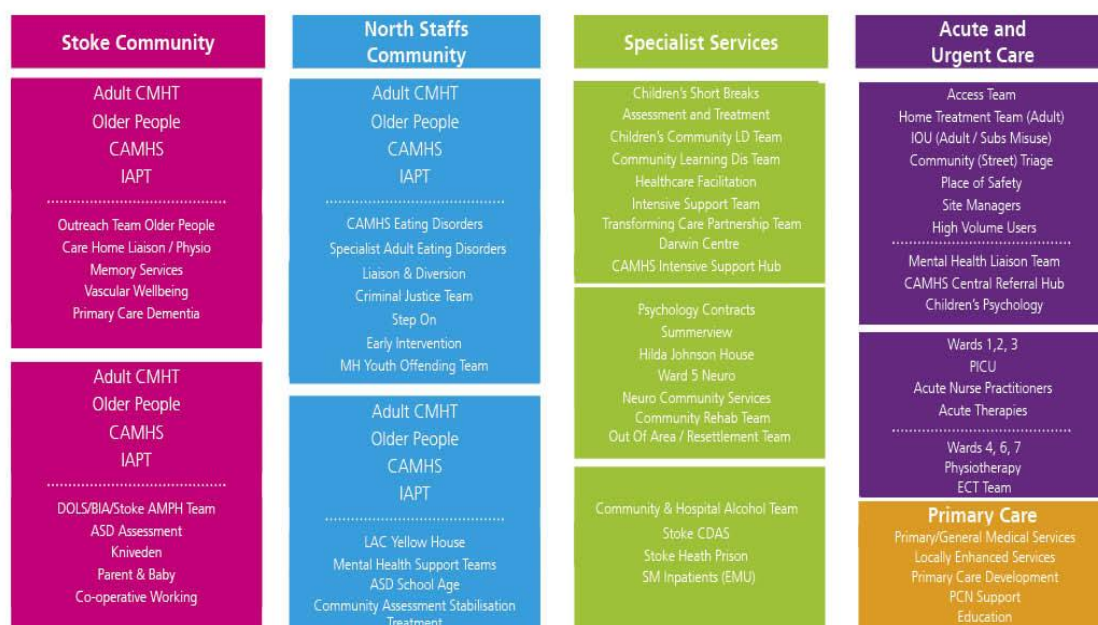 Stoke Community
Adult CMHT
Older People
CAMHS
IAPT
Outreach Team Older People
Care Home Liaison / Physio
Memory Services
Vascular Wellbeing
Primary Care Dementia
Adult CMHT
Older People
CAMHS
IAPT
DOLS/BIA/Stoke AMPH Team
ASD Assessment
Kniveden
Parent & Baby
Co-operative Working
North Staffs
Community
Adult CMHT
Older People
CAMHS
IAPT
CAMHS Eating Disorders
Specialist Adult Eating Disorders
Liaison & Diversion
Criminal Justice Team
Step On
Early Intervention
MH Youth Offending Team
Adult CMHT
Older People
CAMHS
IAPT
LAC Yellow House
Mental Health Support Teams
ASD School Age
Community Assessment Stabilisation
Treatment
Specialist Services
Children's Short Breaks
Assessment and Treatment
Children's Community LD Team
Community Learning Dis Team
Healthcare Facilitation
Intensive Support Team
Transforming Care Partnership Team
Darwin Centre
CAMHS Intensive Support Hub
Psychology Contracts
Summerview
Hilda Johnson House
Ward 5 Neuro
Neuro Community Services
Community Rehab Team
Out Of Area / Resettlement Team
Community & Hospital Alcohol Team
Stoke CDAS
Stoke Heath Prison
SM Inpatients (EMU)
Acute and
Urgent Care
Access Team
Home Treatment Team (Adult)
IOU (Adult / Subs Misuse)
Community (Street) Triage
Place of Safety
Site Managers
High Volume Users
Mental Health Liaison Team
CAMHS Central Referral Hub
Children's Psychology
Wards 1,2, 3
PICU
Acute Nurse Practitioners
Acute Therapies
Wards 4, 6, 7
Physiotherapy
ECT Team
Primary Care
Primary/General Medical Services
Locally Enhanced Services
Primary Care Development
PCN Support
Education